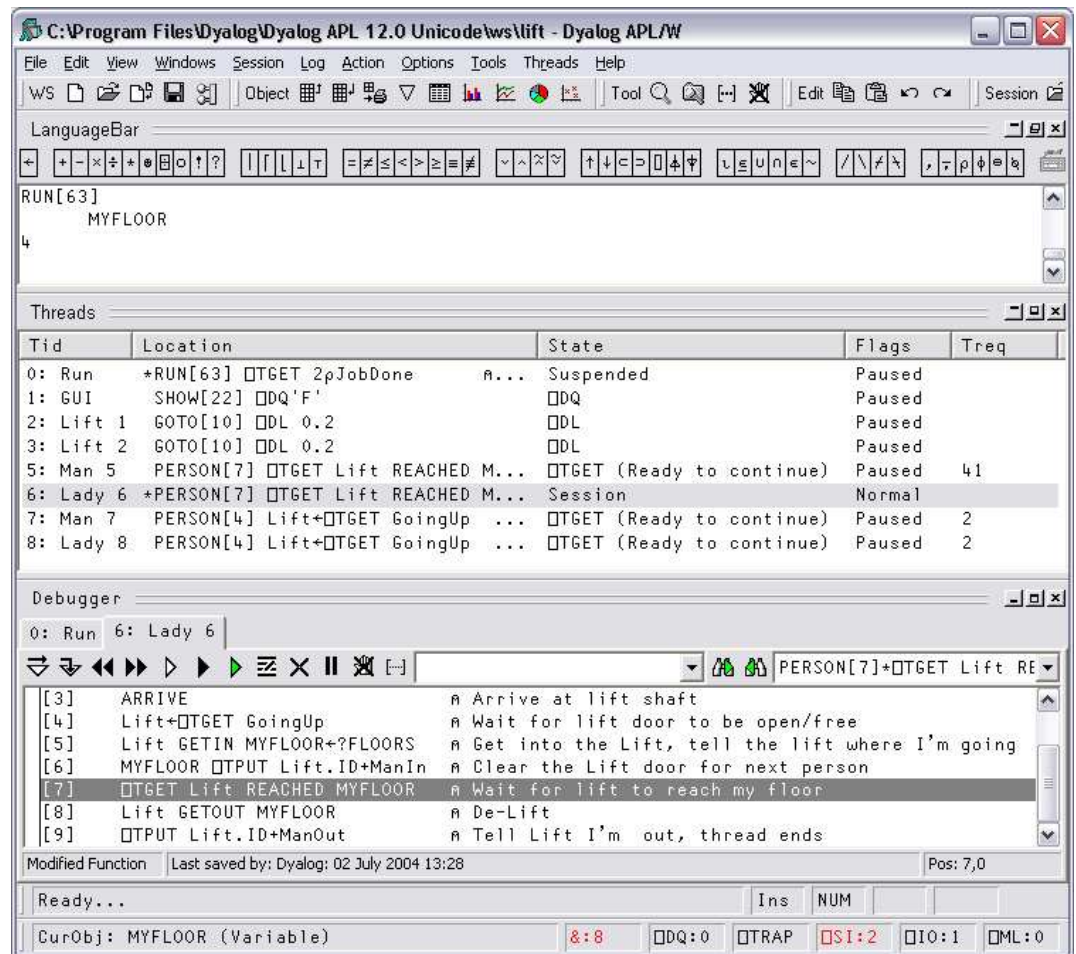 C:\Program Files\Dyalog\Dyalog APL 12.0 Unicode\ws\lift - Dyalog APL/W
File Edit View Windows Session Log Action Options Tools Threads Help
WS Object Tool Edit Session
LanguageBar
← + - × ÷ * ⍟ ⌹ ○ ! ? | ⌈ ⌊ ⊥ ⊤ = ≠ ≤ < > ≥ ≡ ≢ ∨ ∧ ⍲ ⍱ ↑ ↓ ⊂ ⊃ ⌷ ⍋ ⍒ ⍳ ⍷ ∪ ∩ ∊ ~ / \ ⌿ ⍀ , ⍪ ⍴ ⌽ ⊖ ⍉
RUN[63]
MYFLOOR
4
Threads
Tid Location State Flags Treq
0: Run *RUN[63] ⎕TGET 2⍴JobDone ⍝... Suspended Paused
1: GUI SHOW[22] ⎕DQ'F' ⎕DQ Paused
2: Lift 1 GOTO[10] ⎕DL 0.2 ⎕DL Paused
3: Lift 2 GOTO[10] ⎕DL 0.2 ⎕DL Paused
5: Man 5 PERSON[7] ⎕TGET Lift REACHED M... ⎕TGET (Ready to continue) Paused 41
6: Lady 6 *PERSON[7] ⎕TGET Lift REACHED M... Session Normal
7: Man 7 PERSON[4] Lift←⎕TGET GoingUp ... ⎕TGET (Ready to continue) Paused 2
8: Lady 8 PERSON[4] Lift←⎕TGET GoingUp ... ⎕TGET (Ready to continue) Paused 2
Debugger
0: Run 6: Lady 6
PERSON[7]*⎕TGET Lift RE
[3] ARRIVE ⍝ Arrive at lift shaft
[4] Lift←⎕TGET GoingUp ⍝ Wait for lift door to be open/free
[5] Lift GETIN MYFLOOR←?FLOORS ⍝ Get into the Lift, tell the lift where I'm going
[6] MYFLOOR ⎕TPUT Lift.ID+ManIn ⍝ Clear the Lift door for next person
[7] ⎕TGET Lift REACHED MYFLOOR ⍝ Wait for lift to reach my floor
[8] Lift GETOUT MYFLOOR ⍝ De-Lift
[9] ⎕TPUT Lift.ID+ManOut ⍝ Tell Lift I'm out, thread ends
Modified Function Last saved by: Dyalog: 02 July 2004 13:28 Pos: 7,0
Ready... Ins NUM
CurObj: MYFLOOR (Variable) &:8 ⎕DQ:0 ⎕TRAP ⎕SI:2 ⎕IO:1 ⎕ML:0